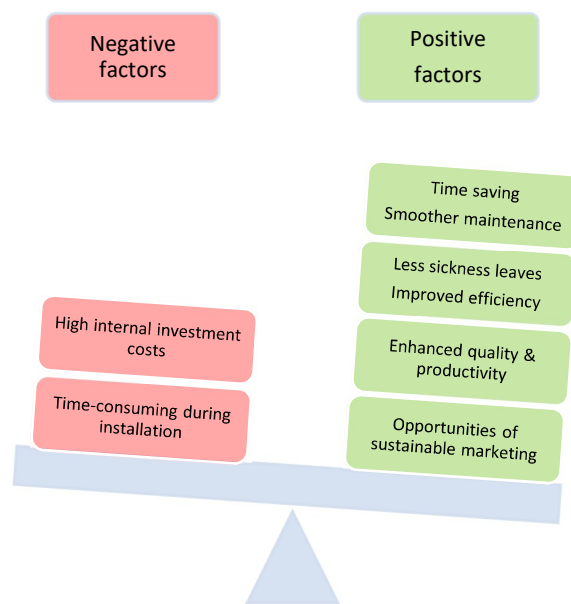 Negative
factors
Positive
factors
Time saving
Smoother maintenance
Less sickness leaves
Improved efficiency
High internal investment
costs
Enhanced quality &
productivity
Time-consuming during
installation
Opportunities of
sustainable marketing